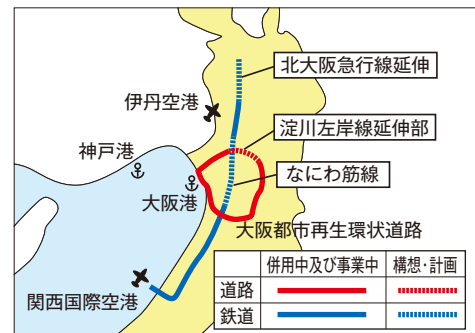 北大阪急行線延伸
伊丹空港
淀川左岸線延伸部
神戸港
なにわ筋線
大阪港
大阪都市再生環状道路
関西国際空港
併用中及び事業中 構想・計画
道路
鉄道